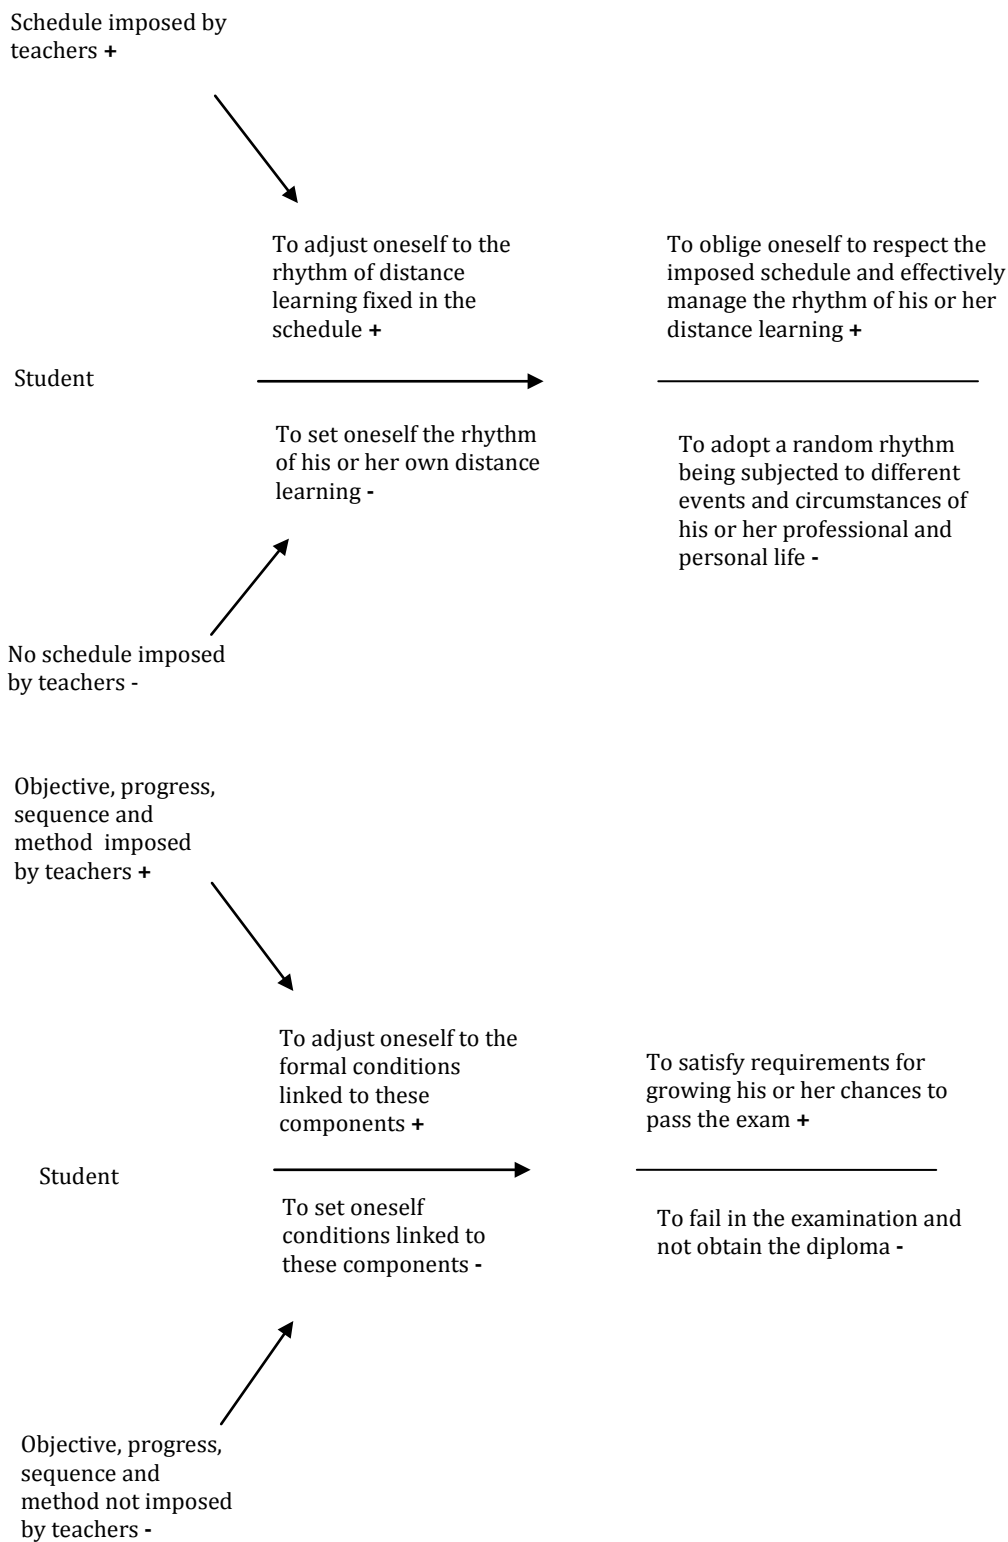 Schedule imposed by
teachers +
To adjust oneself to the
rhythm of distance
learning fixed in the
schedule +
To oblige oneself to respect the
imposed schedule and effectively
manage the rhythm of his or her
distance learning +
Student
To set oneself the rhythm
of his or her own distance
learning -
To adopt a random rhythm
being subjected to different
events and circumstances of
his or her professional and
personal life -
No schedule imposed
by teachers -
Objective, progress,
sequence and
method imposed
by teachers +
To adjust oneself to the
formal conditions
linked to these
components +
To satisfy requirements for
growing his or her chances to
pass the exam +
Student
To set oneself
conditions linked to
these components -
To fail in the examination and
not obtain the diploma -
Objective, progress,
sequence and
method not imposed
by teachers -